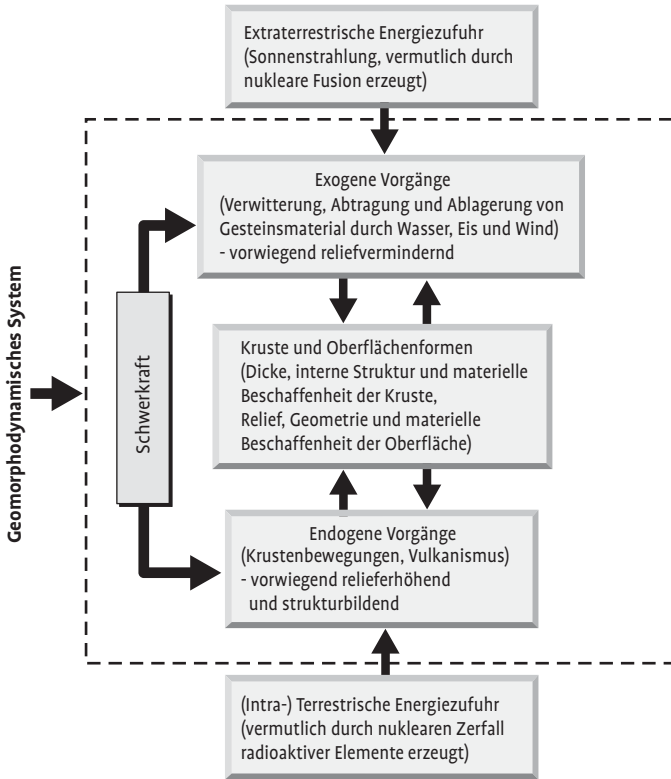 Extraterrestrische Energiezufuhr
(Sonnenstrahlung, vermutlich durch
nukleare Fusion erzeugt)
Exogene Vorgänge
(Verwitterung, Abtragung und Ablagerung von
Gesteinsmaterial durch Wasser, Eis und Wind)
- vorwiegend reliefvermindernd
Geomorphodynamisches System
Schwerkraft
Kruste und Oberflächenformen
(Dicke, interne Struktur und materielle
Beschaffenheit der Kruste,
Relief, Geometrie und materielle
Beschaffenheit der Oberfläche)
Endogene Vorgänge
(Krustenbewegungen, Vulkanismus)
- vorwiegend relieferhöhend
und strukturbildend
(Intra-) Terrestrische Energiezufuhr
(vermutlich durch nuklearen Zerfall
radioaktiver Elemente erzeugt)